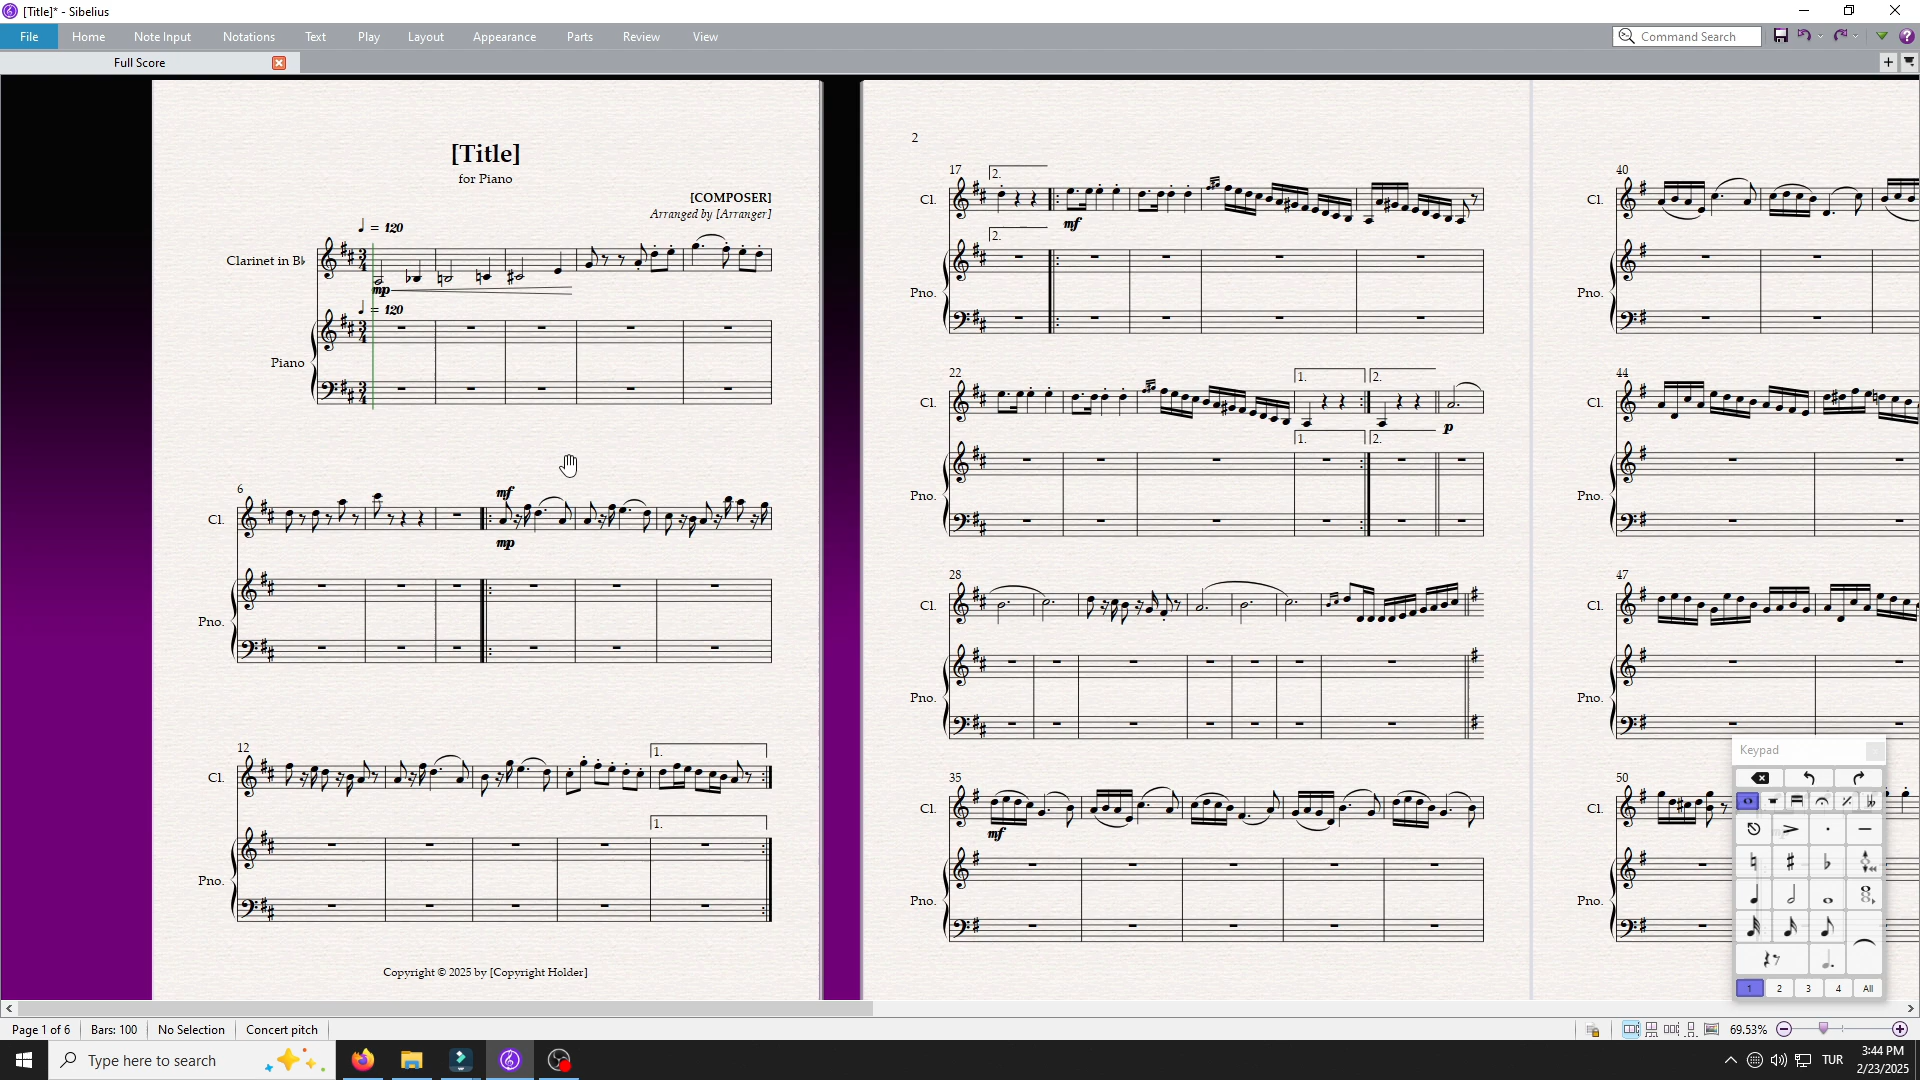 [Title]* - Sibelius
File Home Note Input Notations Text Play Layout Appearance Parts Review View Command Search
Full Score
[Title]
for Piano
[COMPOSER]
Arranged by [Arranger]
= 120
Clarinet in B♭
mp
= 120
Piano
6
mf
Cl.
mp
Pno.
12
1.
Cl.
1.
Pno.
Copyright © 2025 by [Copyright Holder]
2
17
2.
Cl.
mf
2.
Pno.
22
1. 2.
Cl.
p
1. 2.
Pno.
28
Cl.
Pno.
35
Cl.
mf
Pno.
40
Cl.
Pno.
44
Cl.
Pno.
47
Cl.
Pno.
50
Cl.
Pno.
Keypad
1 2 3 4 All
Page 1 of 6 Bars: 100 No Selection Concert pitch 69.53%
Type here to search TUR 3:44 PM
2/23/2025